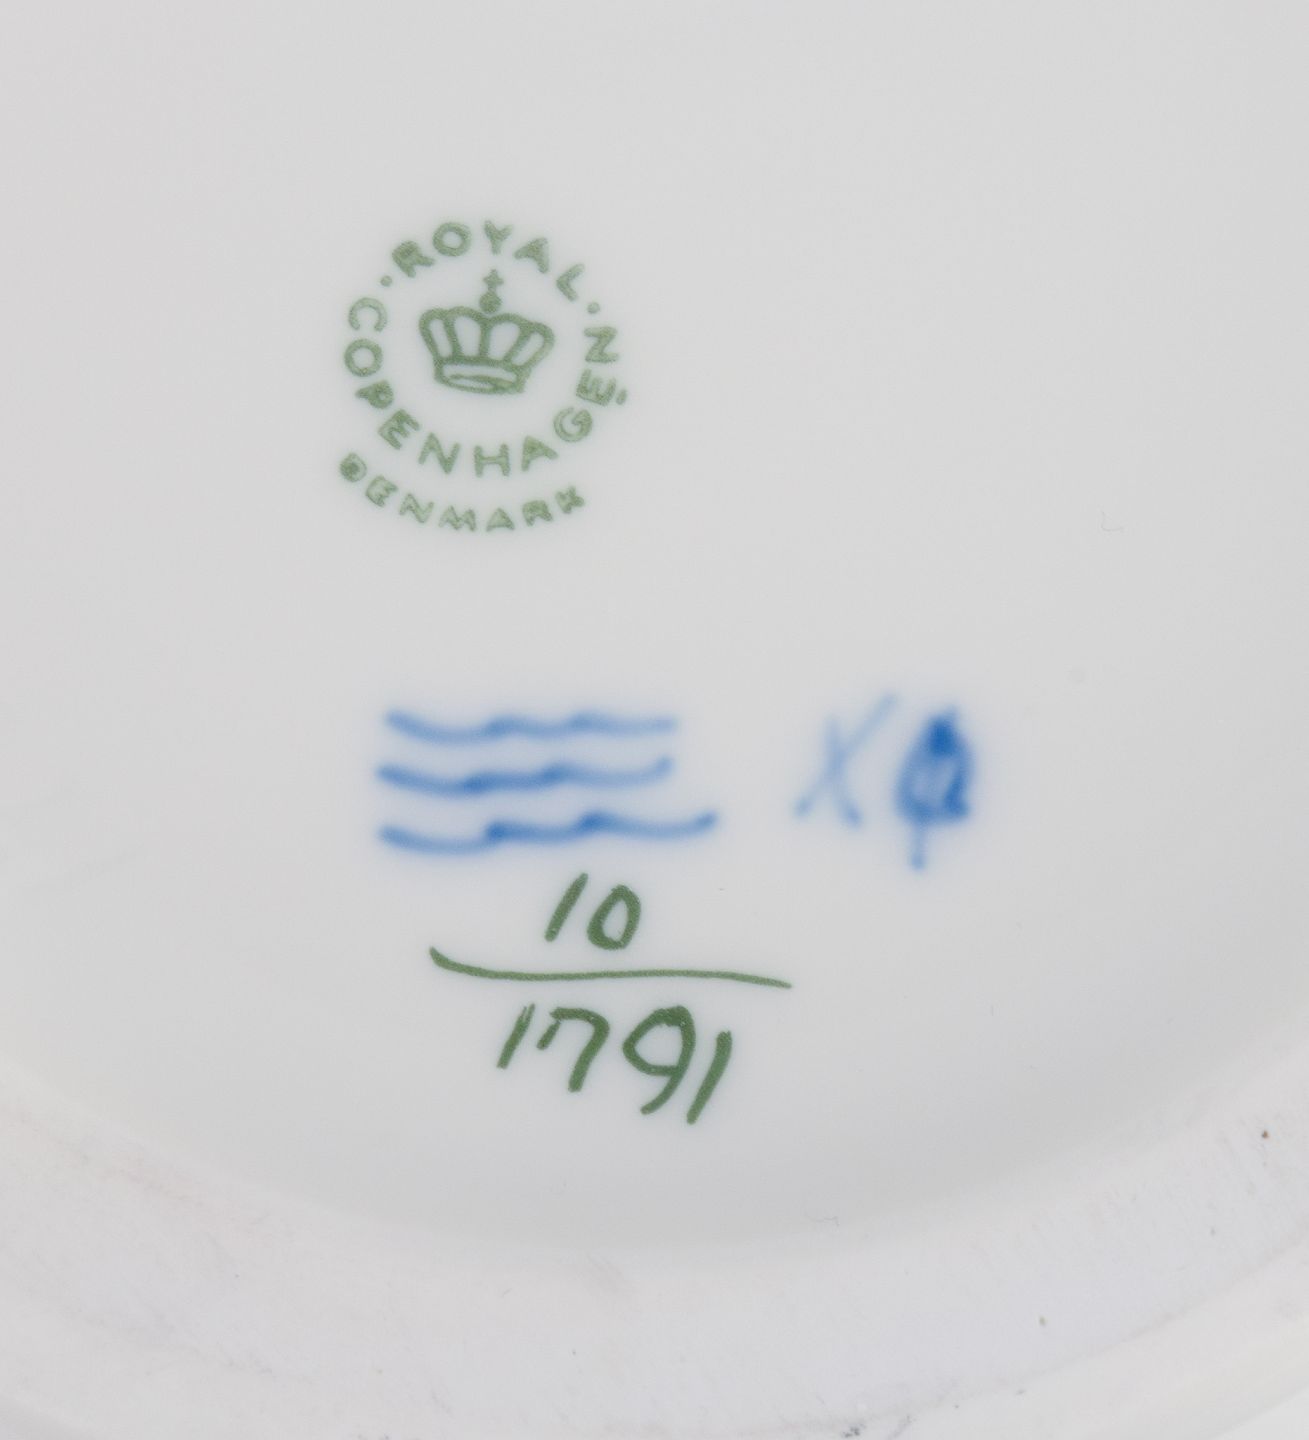 ROYAL
COPENHAGEN
DENMARK
X
10
1791